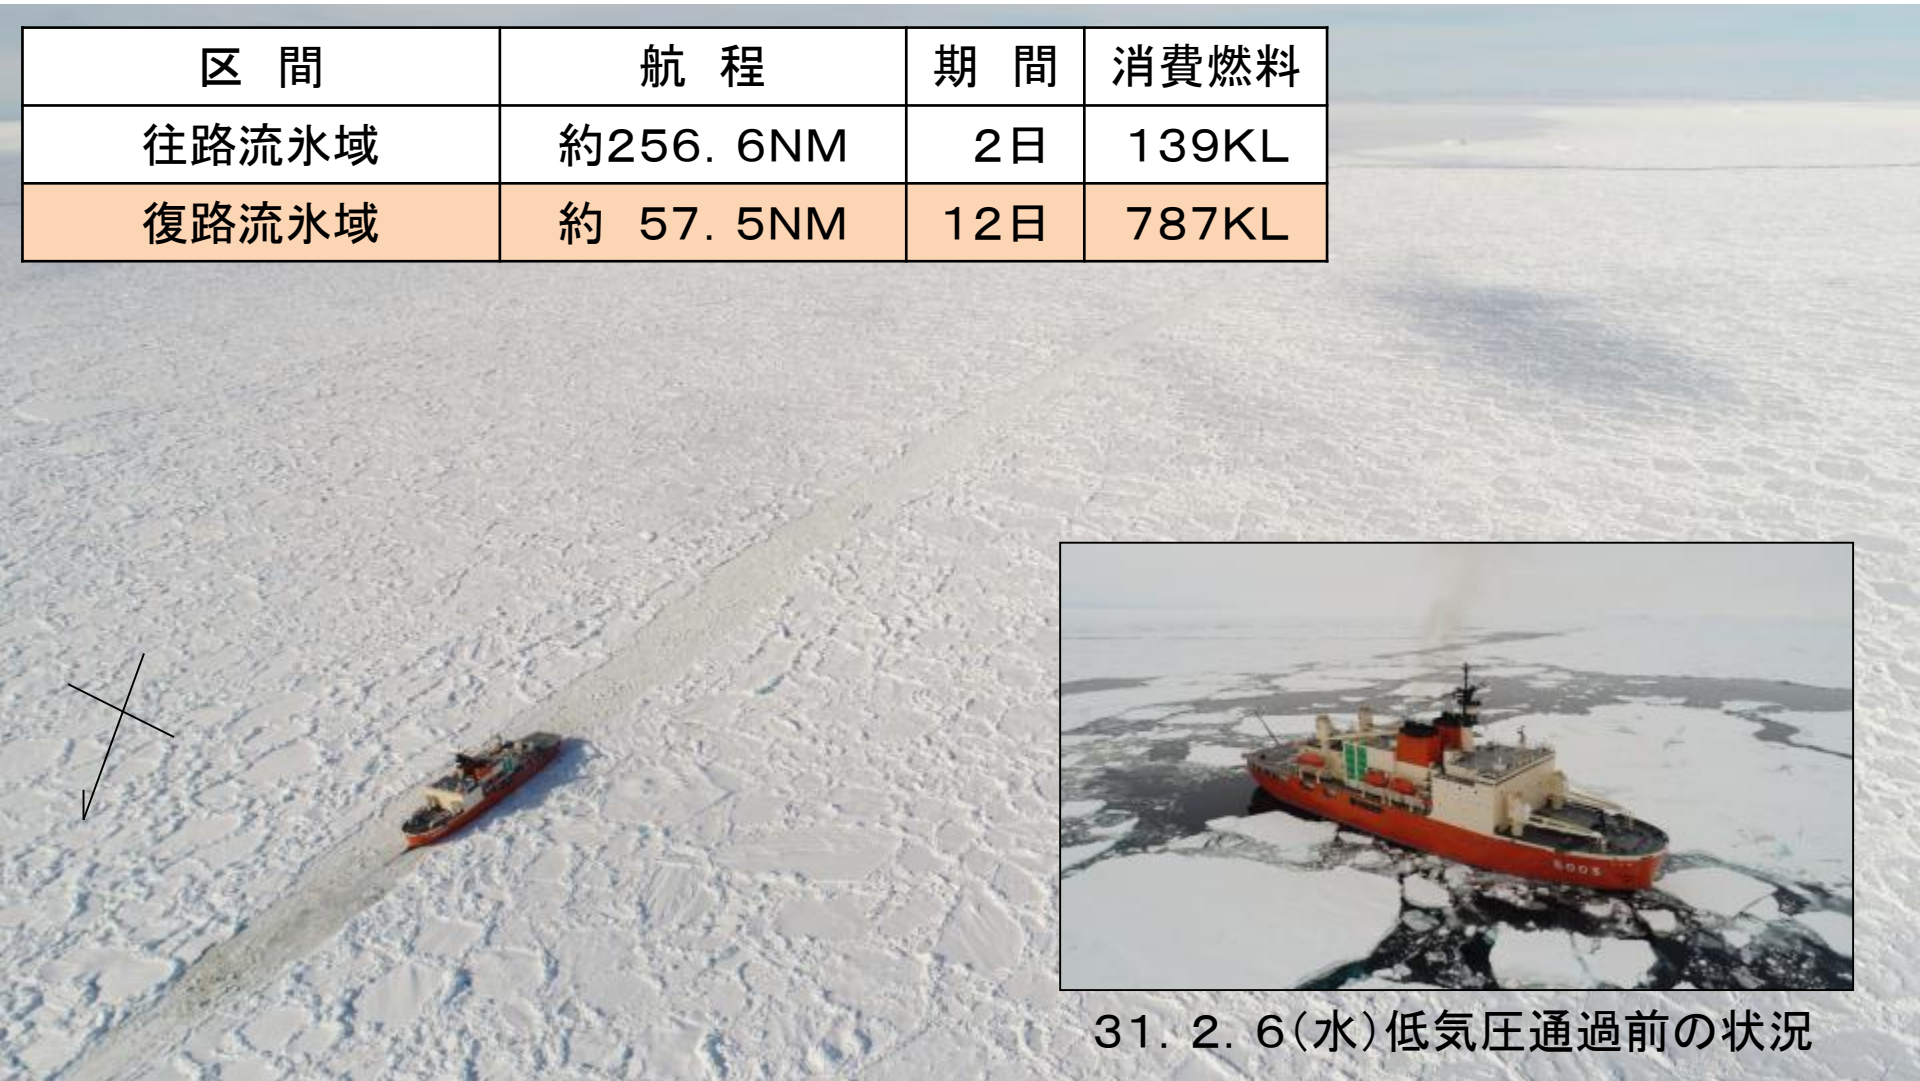 区　間　航　程　期　間　消費燃料
往路流氷域　約256．6NM　2日　139KL
復路流氷域　約　57．5NM　12日　787KL
5003
31．2．6（水）低気圧通過前の状況